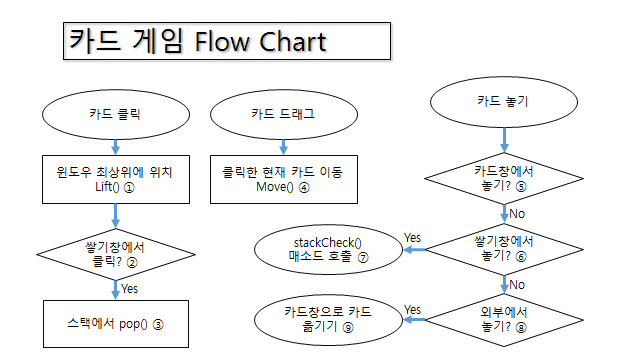 카드 게임 Flow Chart
카드 클릭
윈도우 최상위에 위치
Lift() ①
쌓기창에서
클릭? ②
Yes
스택에서 pop() ③
카드 드래그
클릭한 현재 카드 이동
Move() ④
카드 놓기
카드창에서
놓기? ⑤
No
쌓기창에서
놓기? ⑥
Yes
stackCheck()
매소드 호출 ⑦
No
외부에서
놓기? ⑧
Yes
카드창으로 카드
옮기기 ⑨